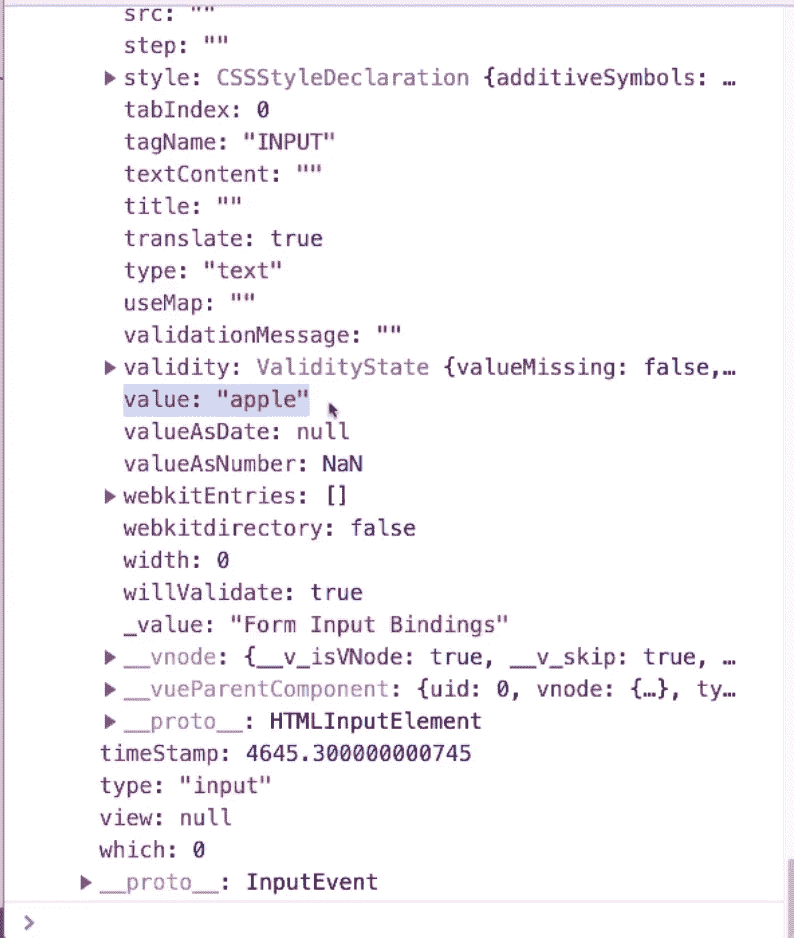 src: ""
step: ""
▶ style: CSSStyleDeclaration {additiveSymbols: …
tabIndex: 0
tagName: "INPUT"
textContent: ""
title: ""
translate: true
type: "text"
useMap: ""
validationMessage: ""
▶ validity: ValidityState {valueMissing: false,…
value: "apple"
valueAsDate: null
valueAsNumber: NaN
▶ webkitEntries: []
webkitdirectory: false
width: 0
willValidate: true
_value: "Form Input Bindings"
▶ __vnode: {__v_isVNode: true, __v_skip: true, …
▶ __vueParentComponent: {uid: 0, vnode: {…}, ty…
▶ __proto__: HTMLInputElement
timeStamp: 4645.300000000745
type: "input"
view: null
which: 0
▶ __proto__: InputEvent
>